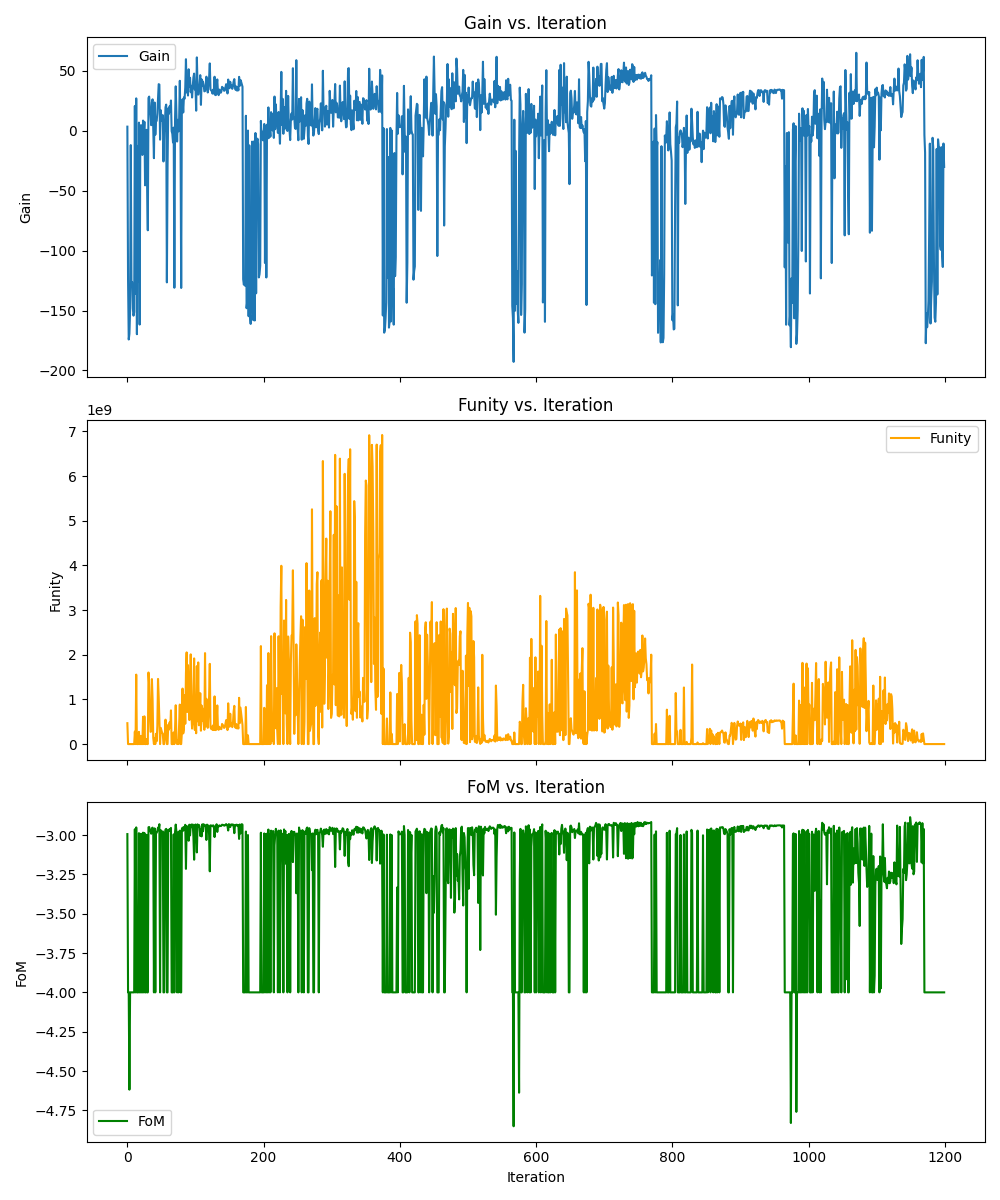 Gain vs. Iteration
Gain
50
0
−50
−100
−150
−200
Gain
Funity vs. Iteration
1e9
Funity
7
6
5
4
3
2
1
0
Funity
FoM vs. Iteration
−3.00
−3.25
−3.50
−3.75
−4.00
−4.25
−4.50
−4.75
FoM
FoM
0
200
400
600
800
1000
1200
Iteration